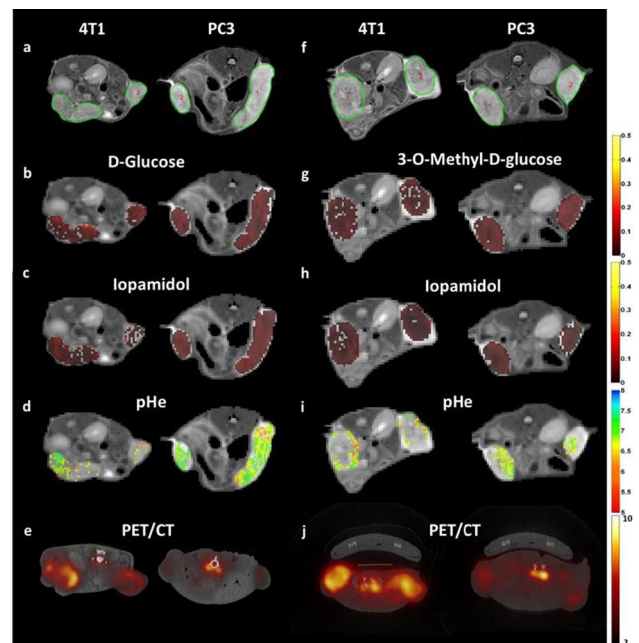 4T1 PC3 4T1 PC3
a f
D-Glucose 3-O-Methyl-D-glucose
b g
0.5
0.4
0.3
0.2
0.1
0
Iopamidol Iopamidol
c h
0.5
0.4
0.3
0.2
0.1
0
pHe pHe
d i
8
7.5
7
6.5
6
5.5
5
PET/CT PET/CT
e j
10